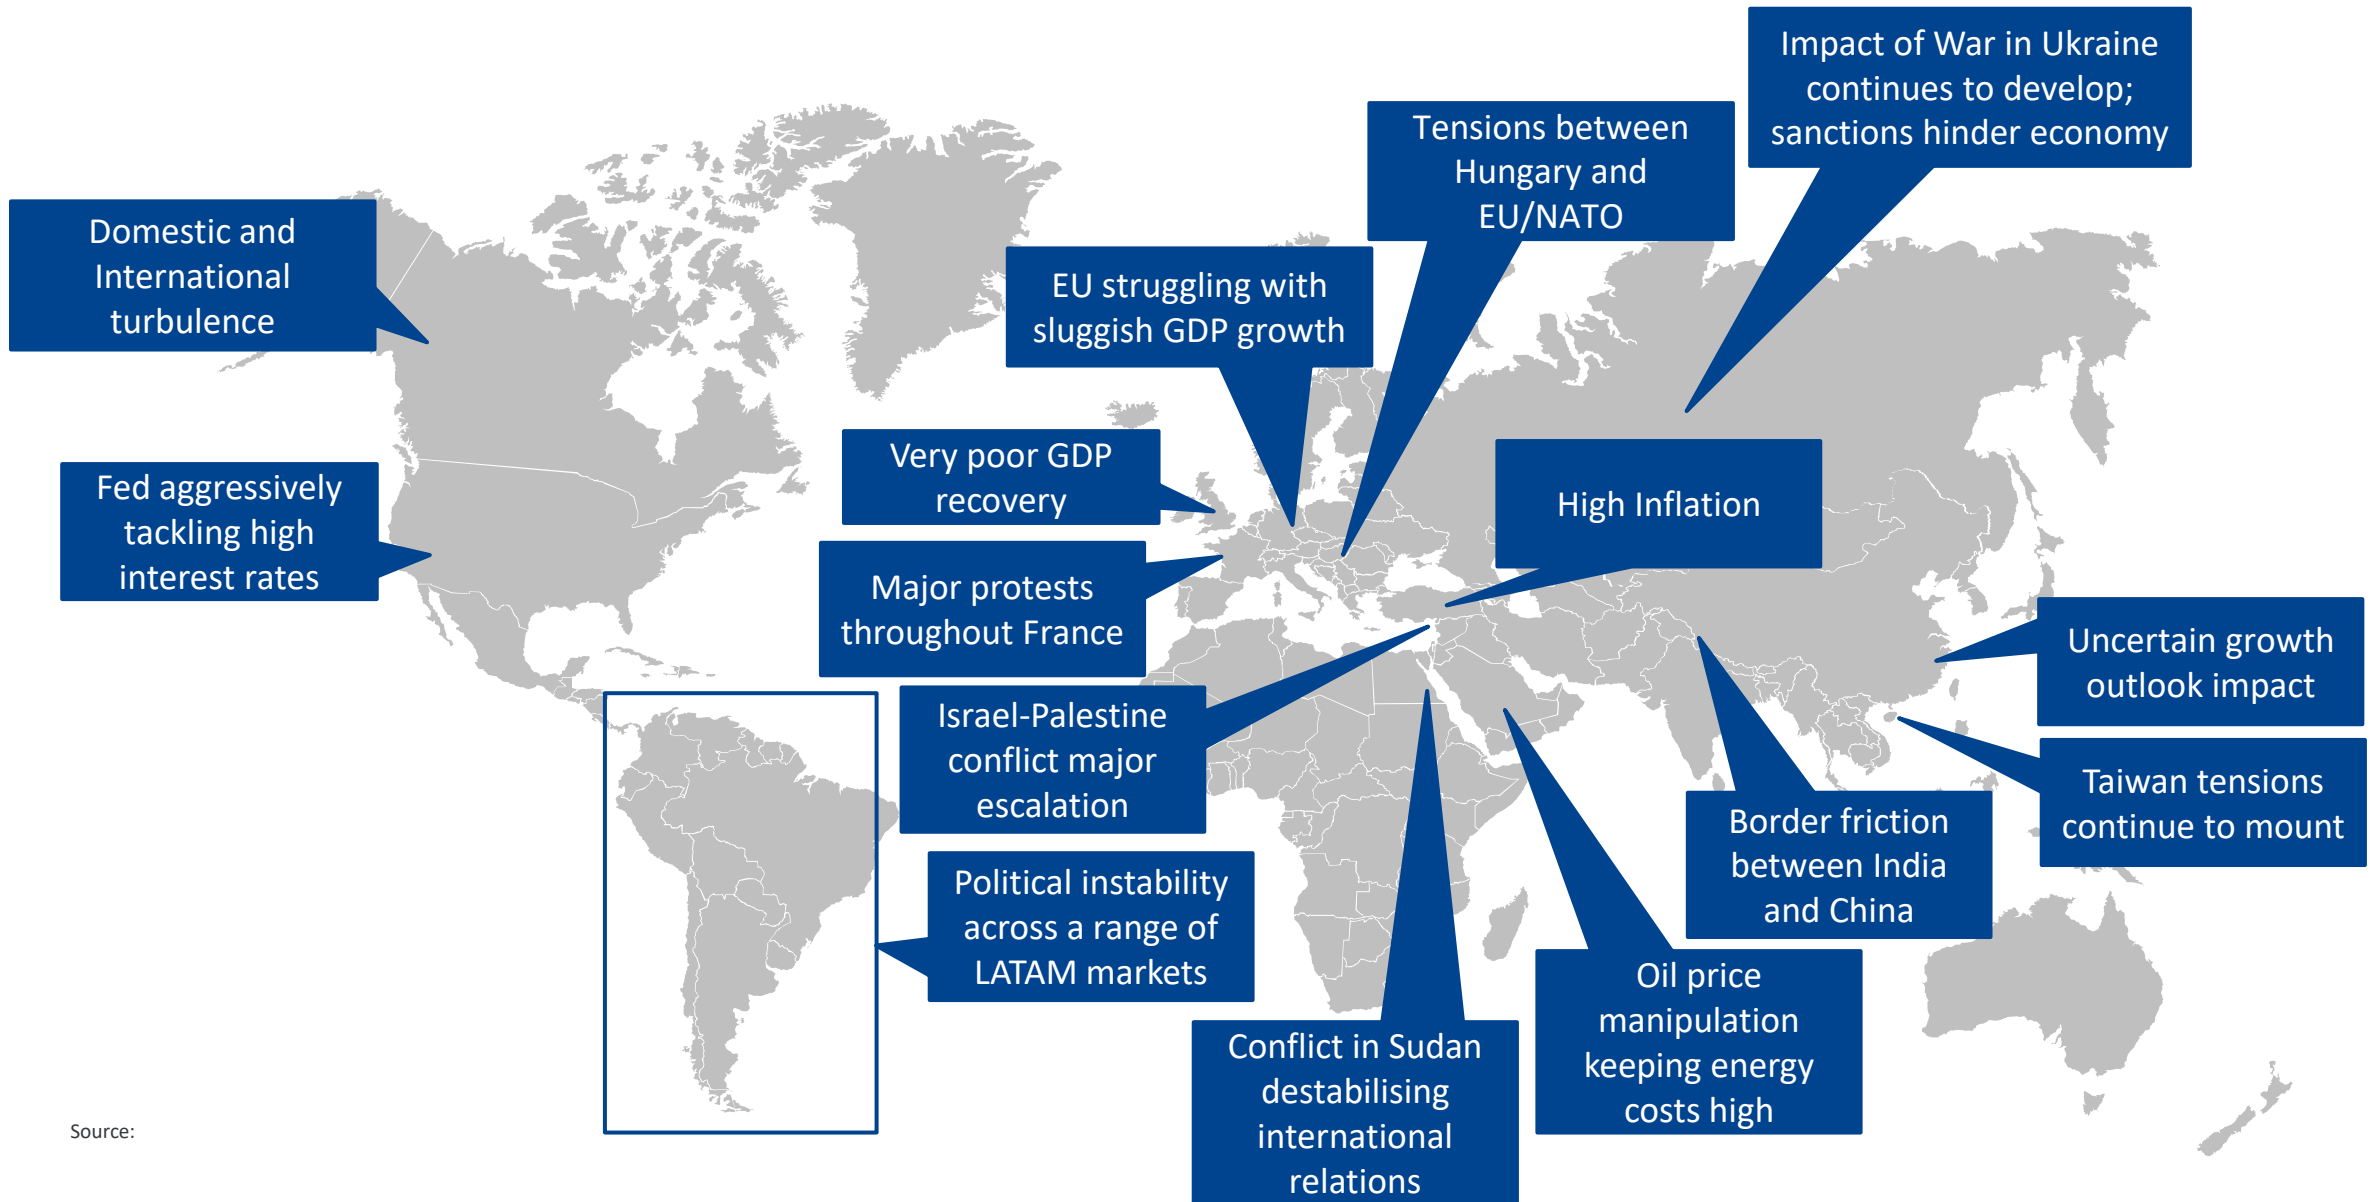 Impact of War in Ukraine
continues to develop;
sanctions hinder economy
Tensions between
Hungary and
EU/NATO
Domestic and
International
turbulence
EU struggling with
sluggish GDP growth
Very poor GDP
recovery
High Inflation
Fed aggressively
tackling high
interest rates
Major protests
throughout France
Uncertain growth
outlook impact
Israel-Palestine
conflict major
escalation
Taiwan tensions
continue to mount
Border friction
between India
and China
Political instability
across a range of
LATAM markets
Oil price
manipulation
keeping energy
costs high
Conflict in Sudan
destabilising
international
relations
Source: